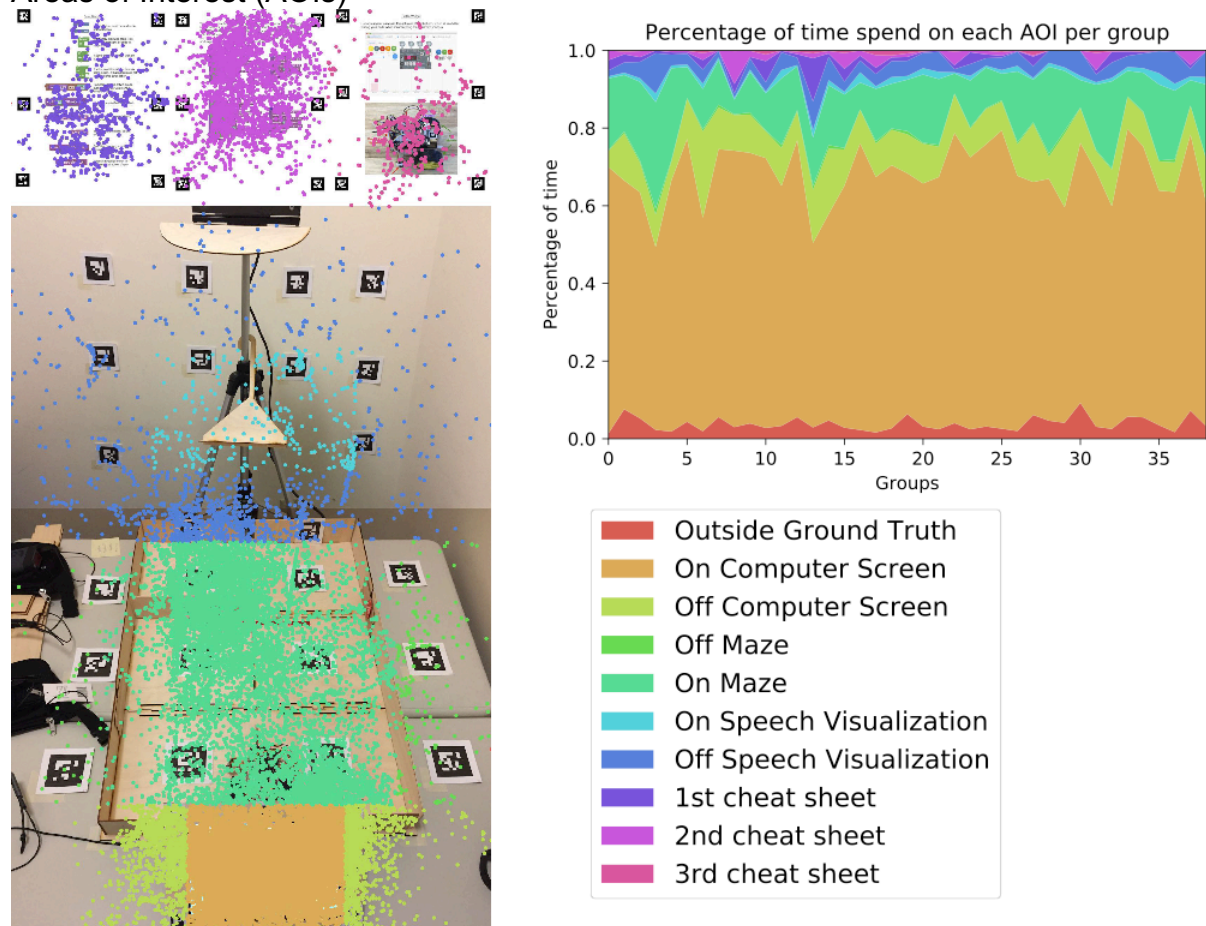 Areas of Interest (AOIs)
Percentage of time spend on each AOI per group
Percentage of time
1.0
0.8
0.6
0.4
0.2
0.0
0 5 10 15 20 25 30 35
Groups
Outside Ground Truth
On Computer Screen
Off Computer Screen
Off Maze
On Maze
On Speech Visualization
Off Speech Visualization
1st cheat sheet
2nd cheat sheet
3rd cheat sheet